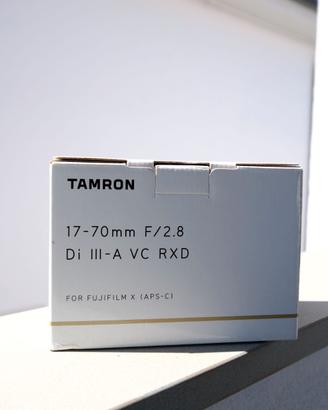 TAMRON
17-70mm F/2.8
Di III-A VC RXD
FOR FUJIFILM X (APS-C)